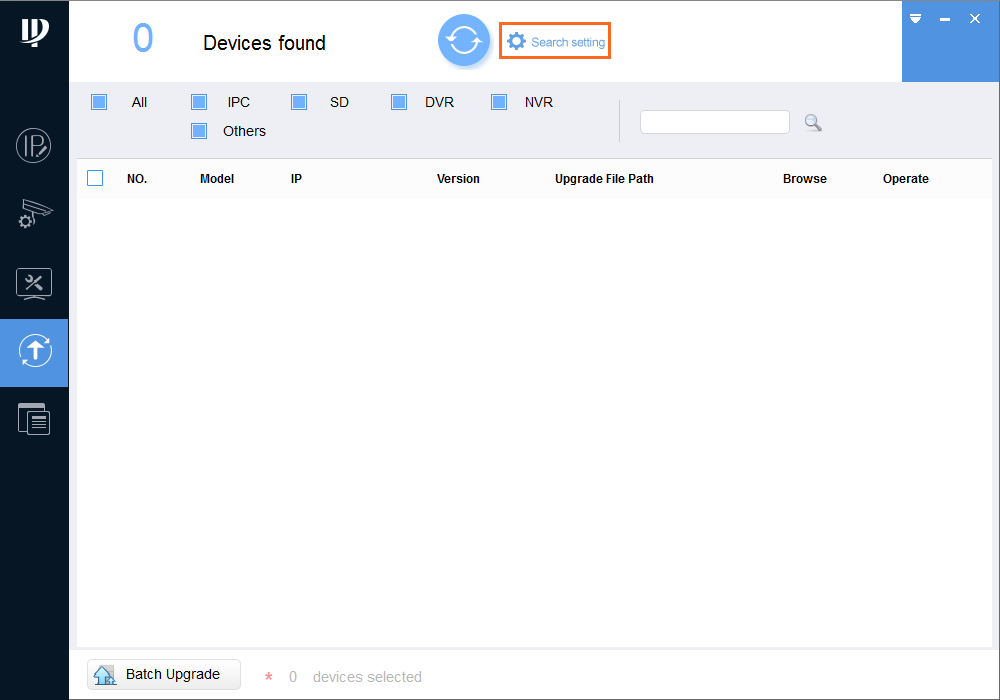 0 Devices found Search setting
All IPC SD DVR NVR
Others
NO. Model IP Version Upgrade File Path Browse Operate
Batch Upgrade * 0 devices selected
IP